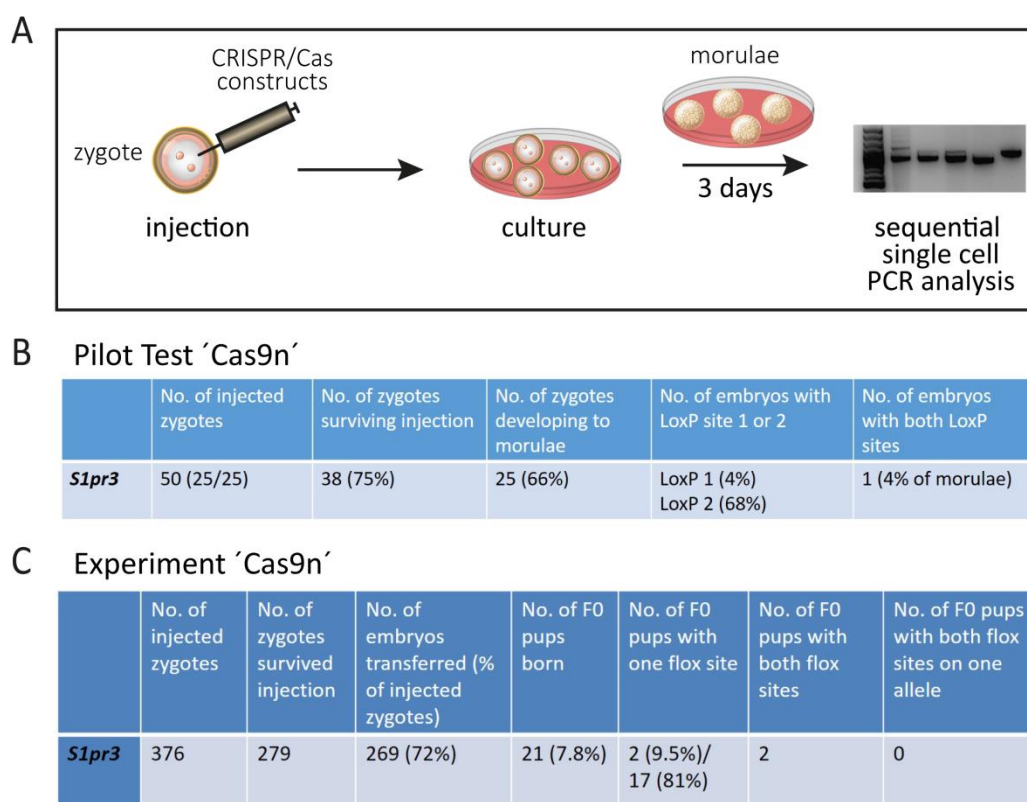 A
CRISPR/Cas
constructs
zygote
injection
culture
morulae
3 days
sequential
single cell
PCR analysis
B Pilot Test ´Cas9n´
No. of injected
zygotes
No. of zygotes
surviving injection
No. of zygotes
developing to
morulae
No. of embryos with
LoxP site 1 or 2
No. of embryos
with both LoxP
sites
S1pr3
50 (25/25)
38 (75%)
25 (66%)
LoxP 1 (4%)
LoxP 2 (68%)
1 (4% of morulae)
C Experiment ´Cas9n´
No. of
injected
zygotes
No. of
zygotes
survived
injection
No. of
embryos
transferred (%
of injected
zygotes)
No. of F0
pups
born
No. of F0
pups with
one flox site
No. of F0
pups with
both flox
sites
No. of F0 pups
with both flox
sites on one
allele
S1pr3
376
279
269 (72%)
21 (7.8%)
2 (9.5%)/
17 (81%)
2
0